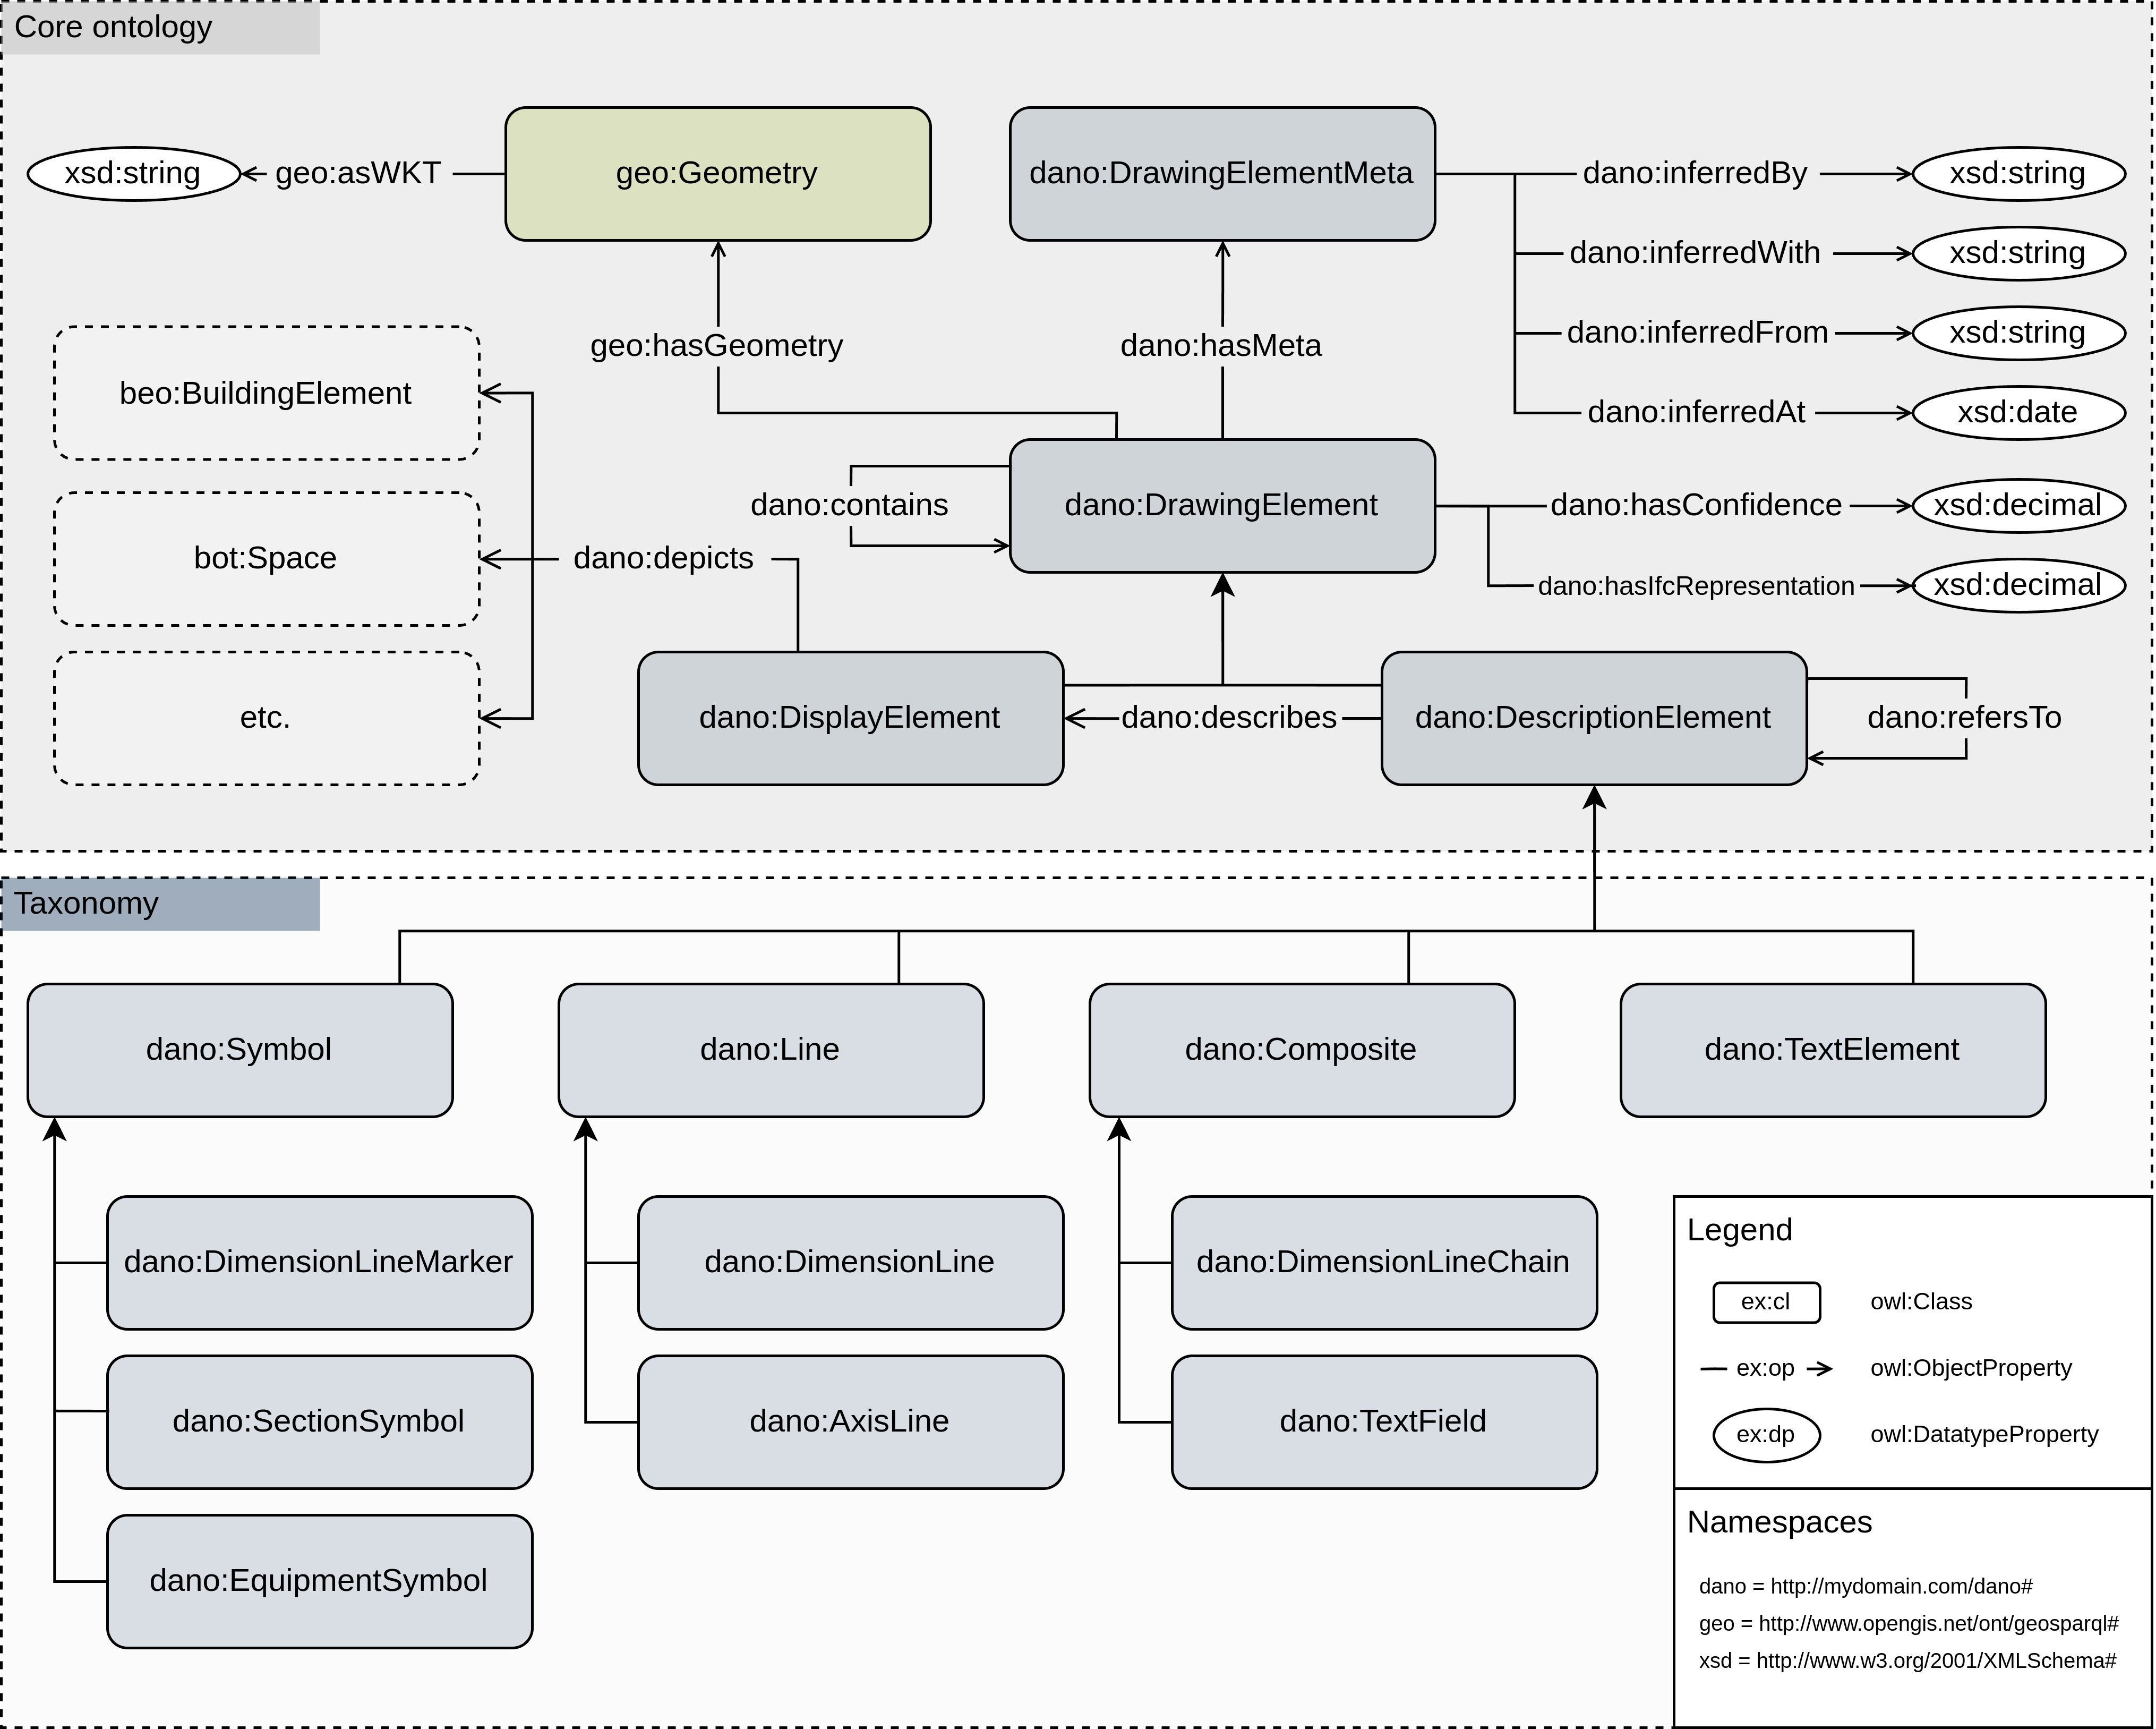 Core ontology
xsd:string
geo:asWKT
geo:Geometry
dano:DrawingElementMeta
dano:inferredBy
xsd:string
dano:inferredWith
xsd:string
dano:inferredFrom
xsd:string
dano:inferredAt
xsd:date
geo:hasGeometry
dano:hasMeta
beo:BuildingElement
bot:Space
etc.
dano:depicts
dano:contains
dano:DrawingElement
dano:hasConfidence
xsd:decimal
dano:hasIfcRepresentation
xsd:decimal
dano:DisplayElement
dano:describes
dano:DescriptionElement
dano:refersTo
Taxonomy
dano:Symbol
dano:Line
dano:Composite
dano:TextElement
dano:DimensionLineMarker
dano:DimensionLine
dano:DimensionLineChain
dano:SectionSymbol
dano:AxisLine
dano:TextField
dano:EquipmentSymbol
Legend
ex:cl
owl:Class
ex:op
owl:ObjectProperty
ex:dp
owl:DatatypeProperty
Namespaces
dano = http://mydomain.com/dano#
geo = http://www.opengis.net/ont/geosparql#
xsd = http://www.w3.org/2001/XMLSchema#